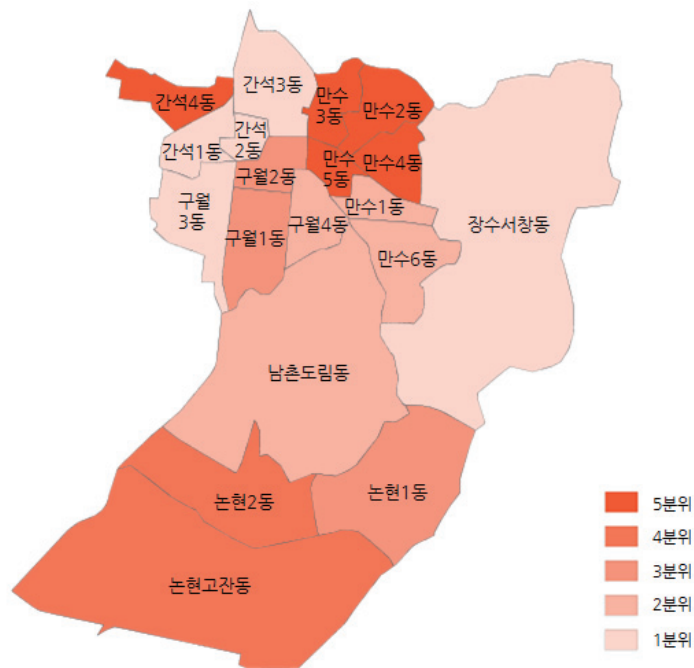 간석3동
간석4동
만수
3동
만수2동
간석
2동
간석1동
만수
5동
만수4동
구월2동
구월
3동
만수1동
구월1동
구월4동
장수서창동
만수6동
남촌도림동
논현2동
논현1동
논현고잔동
5분위
4분위
3분위
2분위
1분위